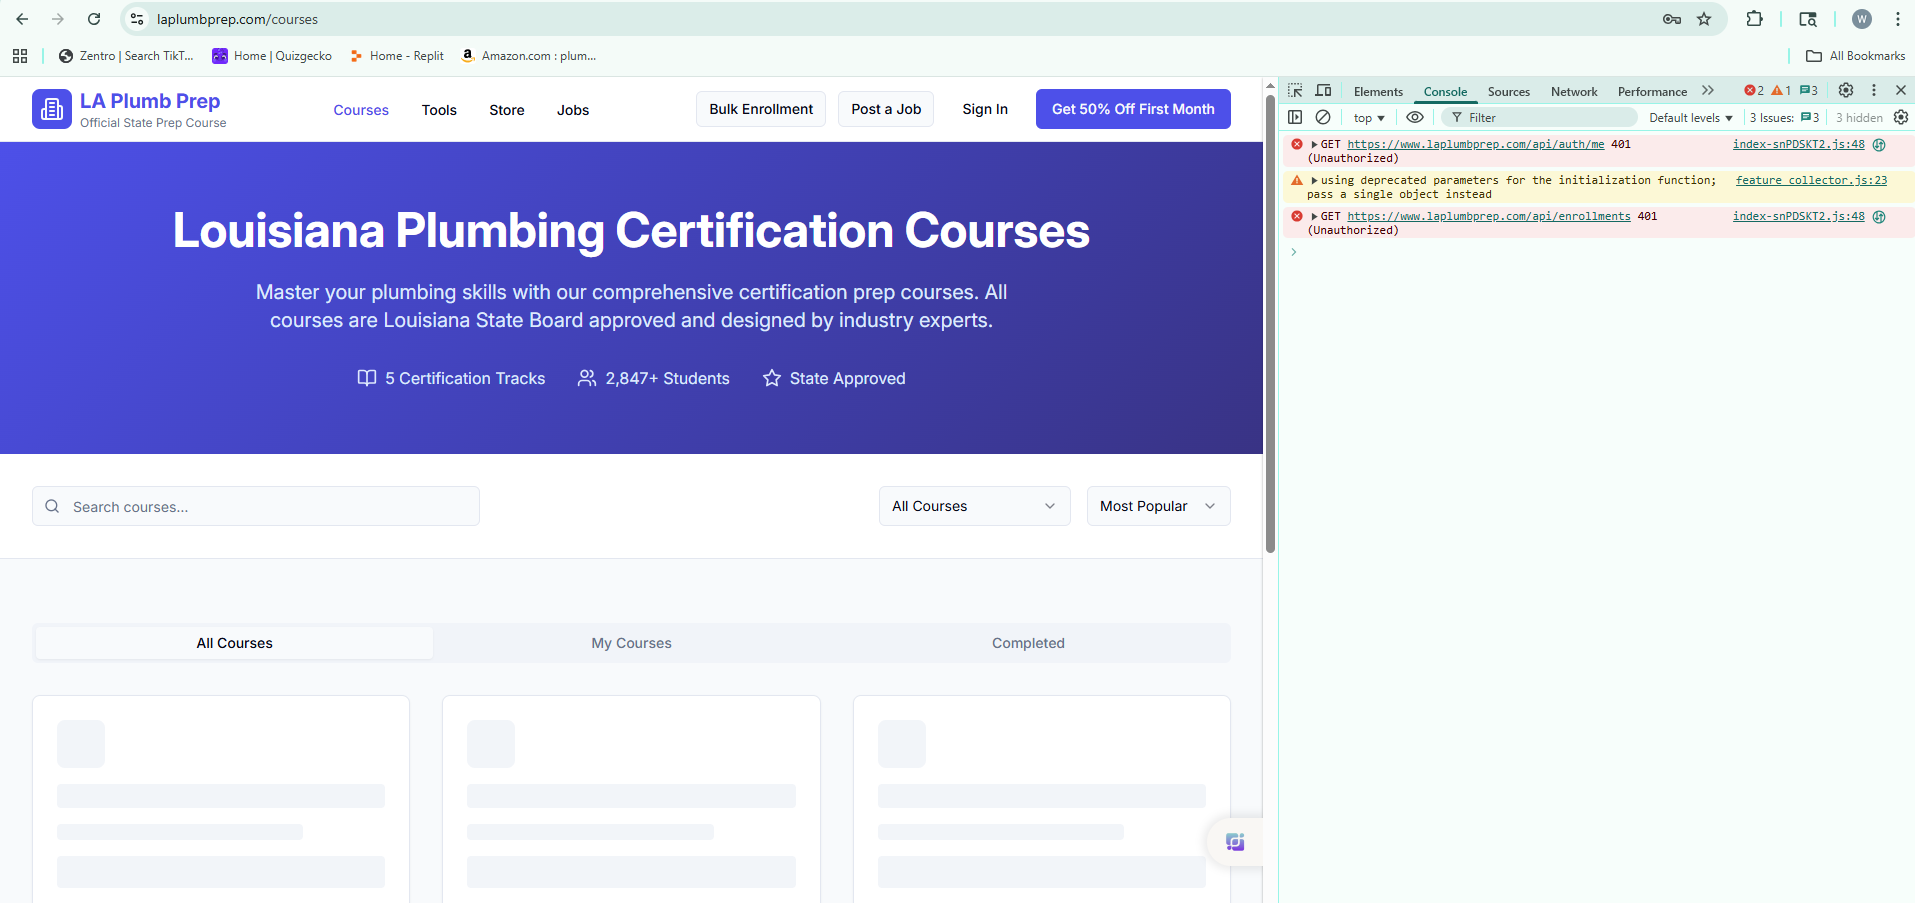 laplumbprep.com/courses
W
Zentro | Search TikT...
Home | Quizgecko
Home - Replit
Amazon.com : plum...
All Bookmarks
LA Plumb Prep
Official State Prep Course
Courses
Tools
Store
Jobs
Bulk Enrollment
Post a Job
Sign In
Get 50% Off First Month
Louisiana Plumbing Certification Courses
Master your plumbing skills with our comprehensive certification prep courses. All
courses are Louisiana State Board approved and designed by industry experts.
5 Certification Tracks
2,847+ Students
State Approved
Search courses...
All Courses
Most Popular
All Courses
My Courses
Completed
Elements
Console
Sources
Network
Performance
2
1
3
top
Filter
Default levels
3 Issues:
3
3 hidden
GET https://www.laplumbprep.com/api/auth/me 401 index-snPDSKT2.js:48
(Unauthorized)
using deprecated parameters for the initialization function; feature_collector.js:23
pass a single object instead
GET https://www.laplumbprep.com/api/enrollments 401 index-snPDSKT2.js:48
(Unauthorized)